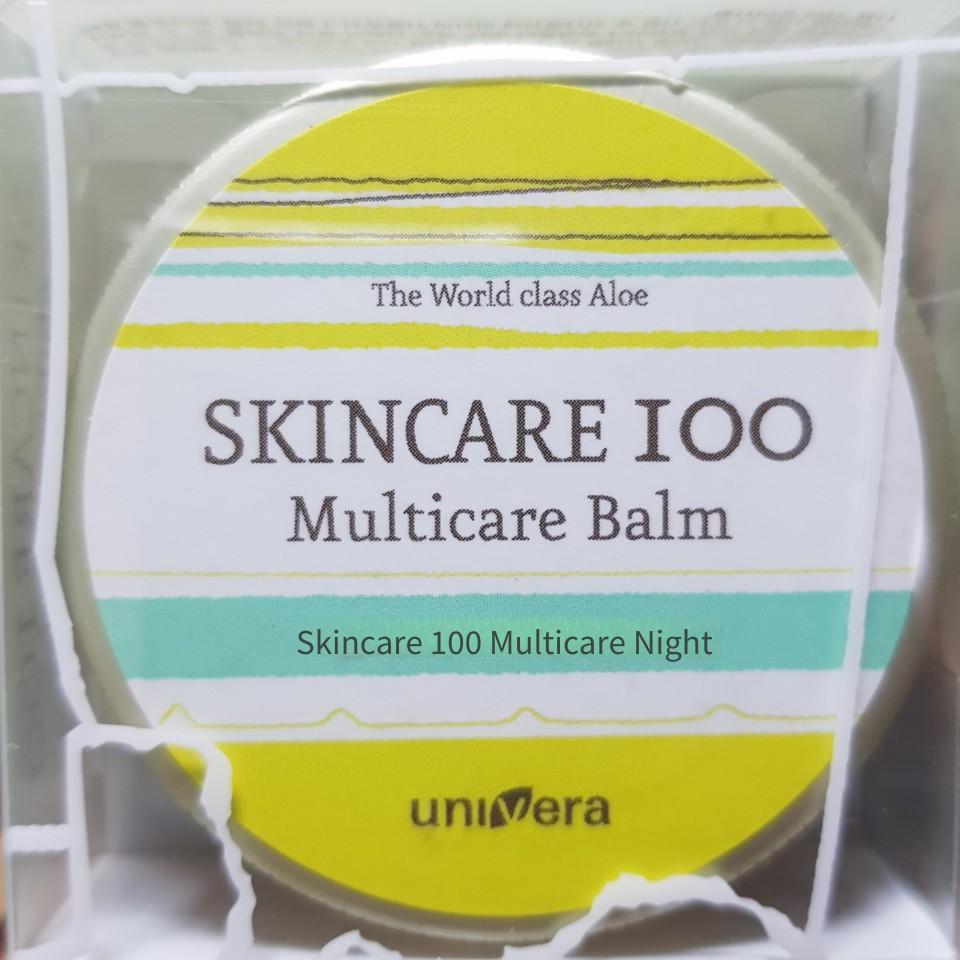 The World class Aloe
SKINCARE 100
Multicare Balm
Skincare 100 Multicare Night
univera